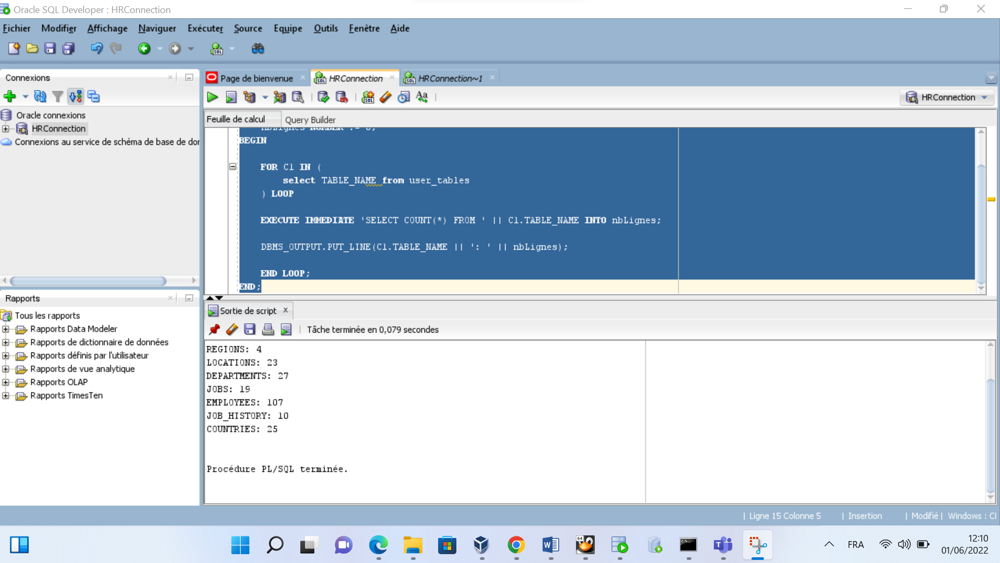 Oracle SQL Developer : HRConnection
Fichier Modifier Affichage Naviguer Exécuter Source Equipe Outils Fenêtre Aide
Connexions
Oracle connexions
HRConnection
Connexions au service de schéma de base de dor
Rapports
Tous les rapports
Rapports Data Modeler
Rapports de dictionnaire de données
Rapports définis par l'utilisateur
Rapports de vue analytique
Rapports OLAP
Rapports TimesTen
Page de bienvenue HRConnection HRConnection~1
HRConnection
Feuille de calcul Query Builder
BEGIN
FOR C1 IN (
select TABLE_NAME from user_tables
) LOOP
EXECUTE IMMEDIATE 'SELECT COUNT(*) FROM ' || C1.TABLE_NAME INTO nbLignes;
DBMS_OUTPUT.PUT_LINE(C1.TABLE_NAME || ': ' || nbLignes);
END LOOP;
END;
Sortie de script
Tâche terminée en 0,079 secondes
REGIONS: 4
LOCATIONS: 23
DEPARTMENTS: 27
JOBS: 19
EMPLOYEES: 107
JOB_HISTORY: 10
COUNTRIES: 25
Procédure PL/SQL terminée.
| Ligne 15 Colonne 5 | Insertion | Modifié | Windows : Cl
FRA
12:10
01/06/2022